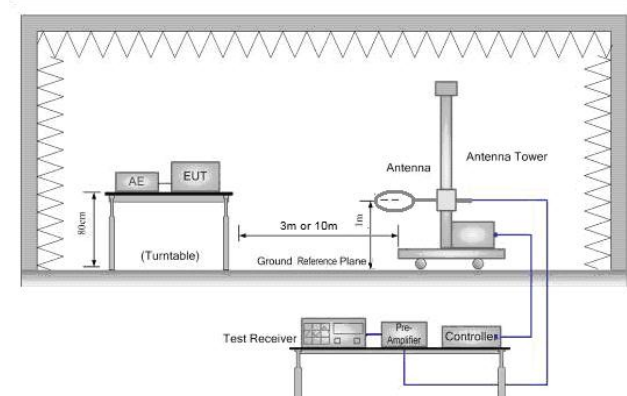 Antenna
Antenna Tower
AE
EUT
80cm
3m or 10m
1m
(Turntable)
Ground Reference Plane
Test Receiver
Pre-
Amplifier
Controller